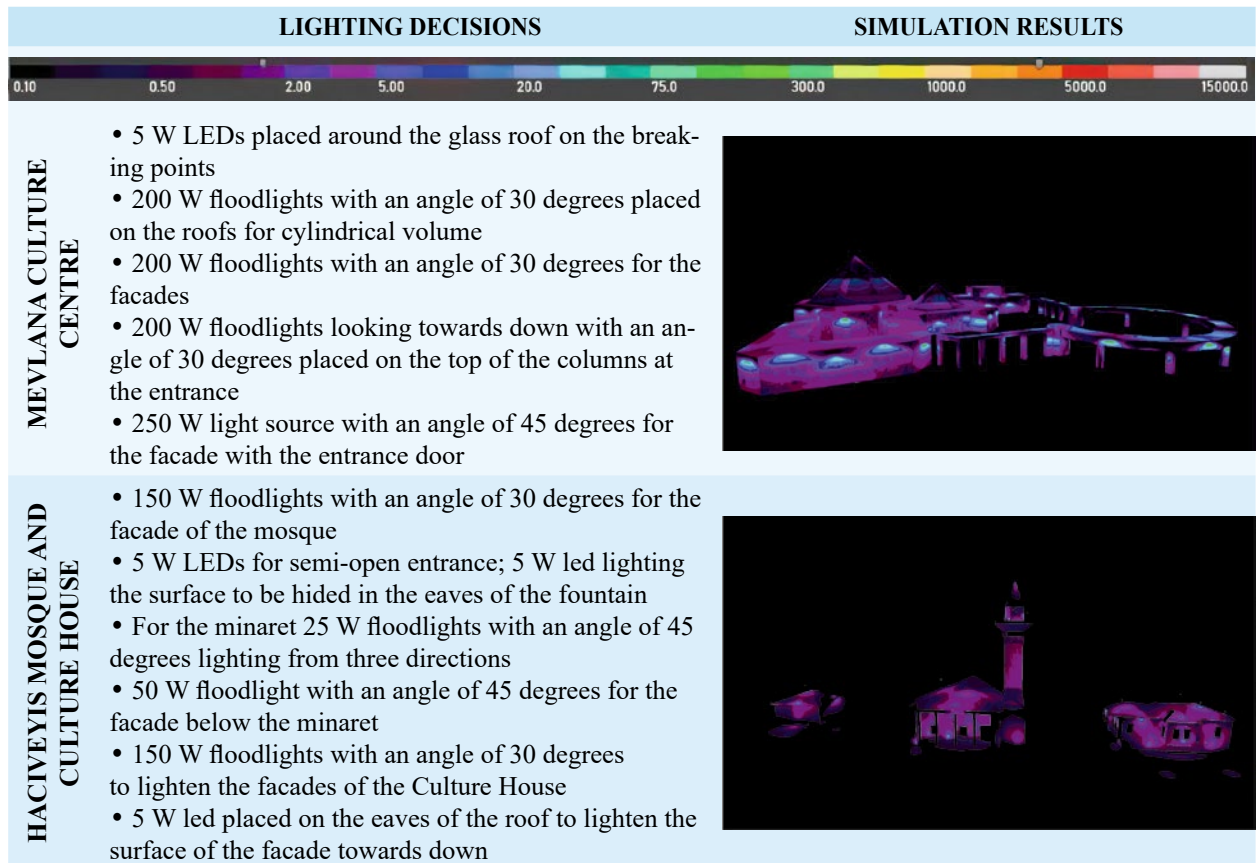 LIGHTING DECISIONS
SIMULATION RESULTS
0.10 0.50 2.00 5.00 20.0 75.0 300.0 1000.0 5000.0 15000.0
MEVLANA CULTURE
CENTRE
• 5 W LEDs placed around the glass roof on the break-
ing points
• 200 W floodlights with an angle of 30 degrees placed
on the roofs for cylindrical volume
• 200 W floodlights with an angle of 30 degrees for the
facades
• 200 W floodlights looking towards down with an an-
gle of 30 degrees placed on the top of the columns at
the entrance
• 250 W light source with an angle of 45 degrees for
the facade with the entrance door
HACIVEYIS MOSQUE AND
CULTURE HOUSE
• 150 W floodlights with an angle of 30 degrees for the
facade of the mosque
• 5 W LEDs for semi-open entrance; 5 W led lighting
the surface to be hided in the eaves of the fountain
• For the minaret 25 W floodlights with an angle of 45
degrees lighting from three directions
• 50 W floodlight with an angle of 45 degrees for the
facade below the minaret
• 150 W floodlights with an angle of 30 degrees
to lighten the facades of the Culture House
• 5 W led placed on the eaves of the roof to lighten the
surface of the facade towards down